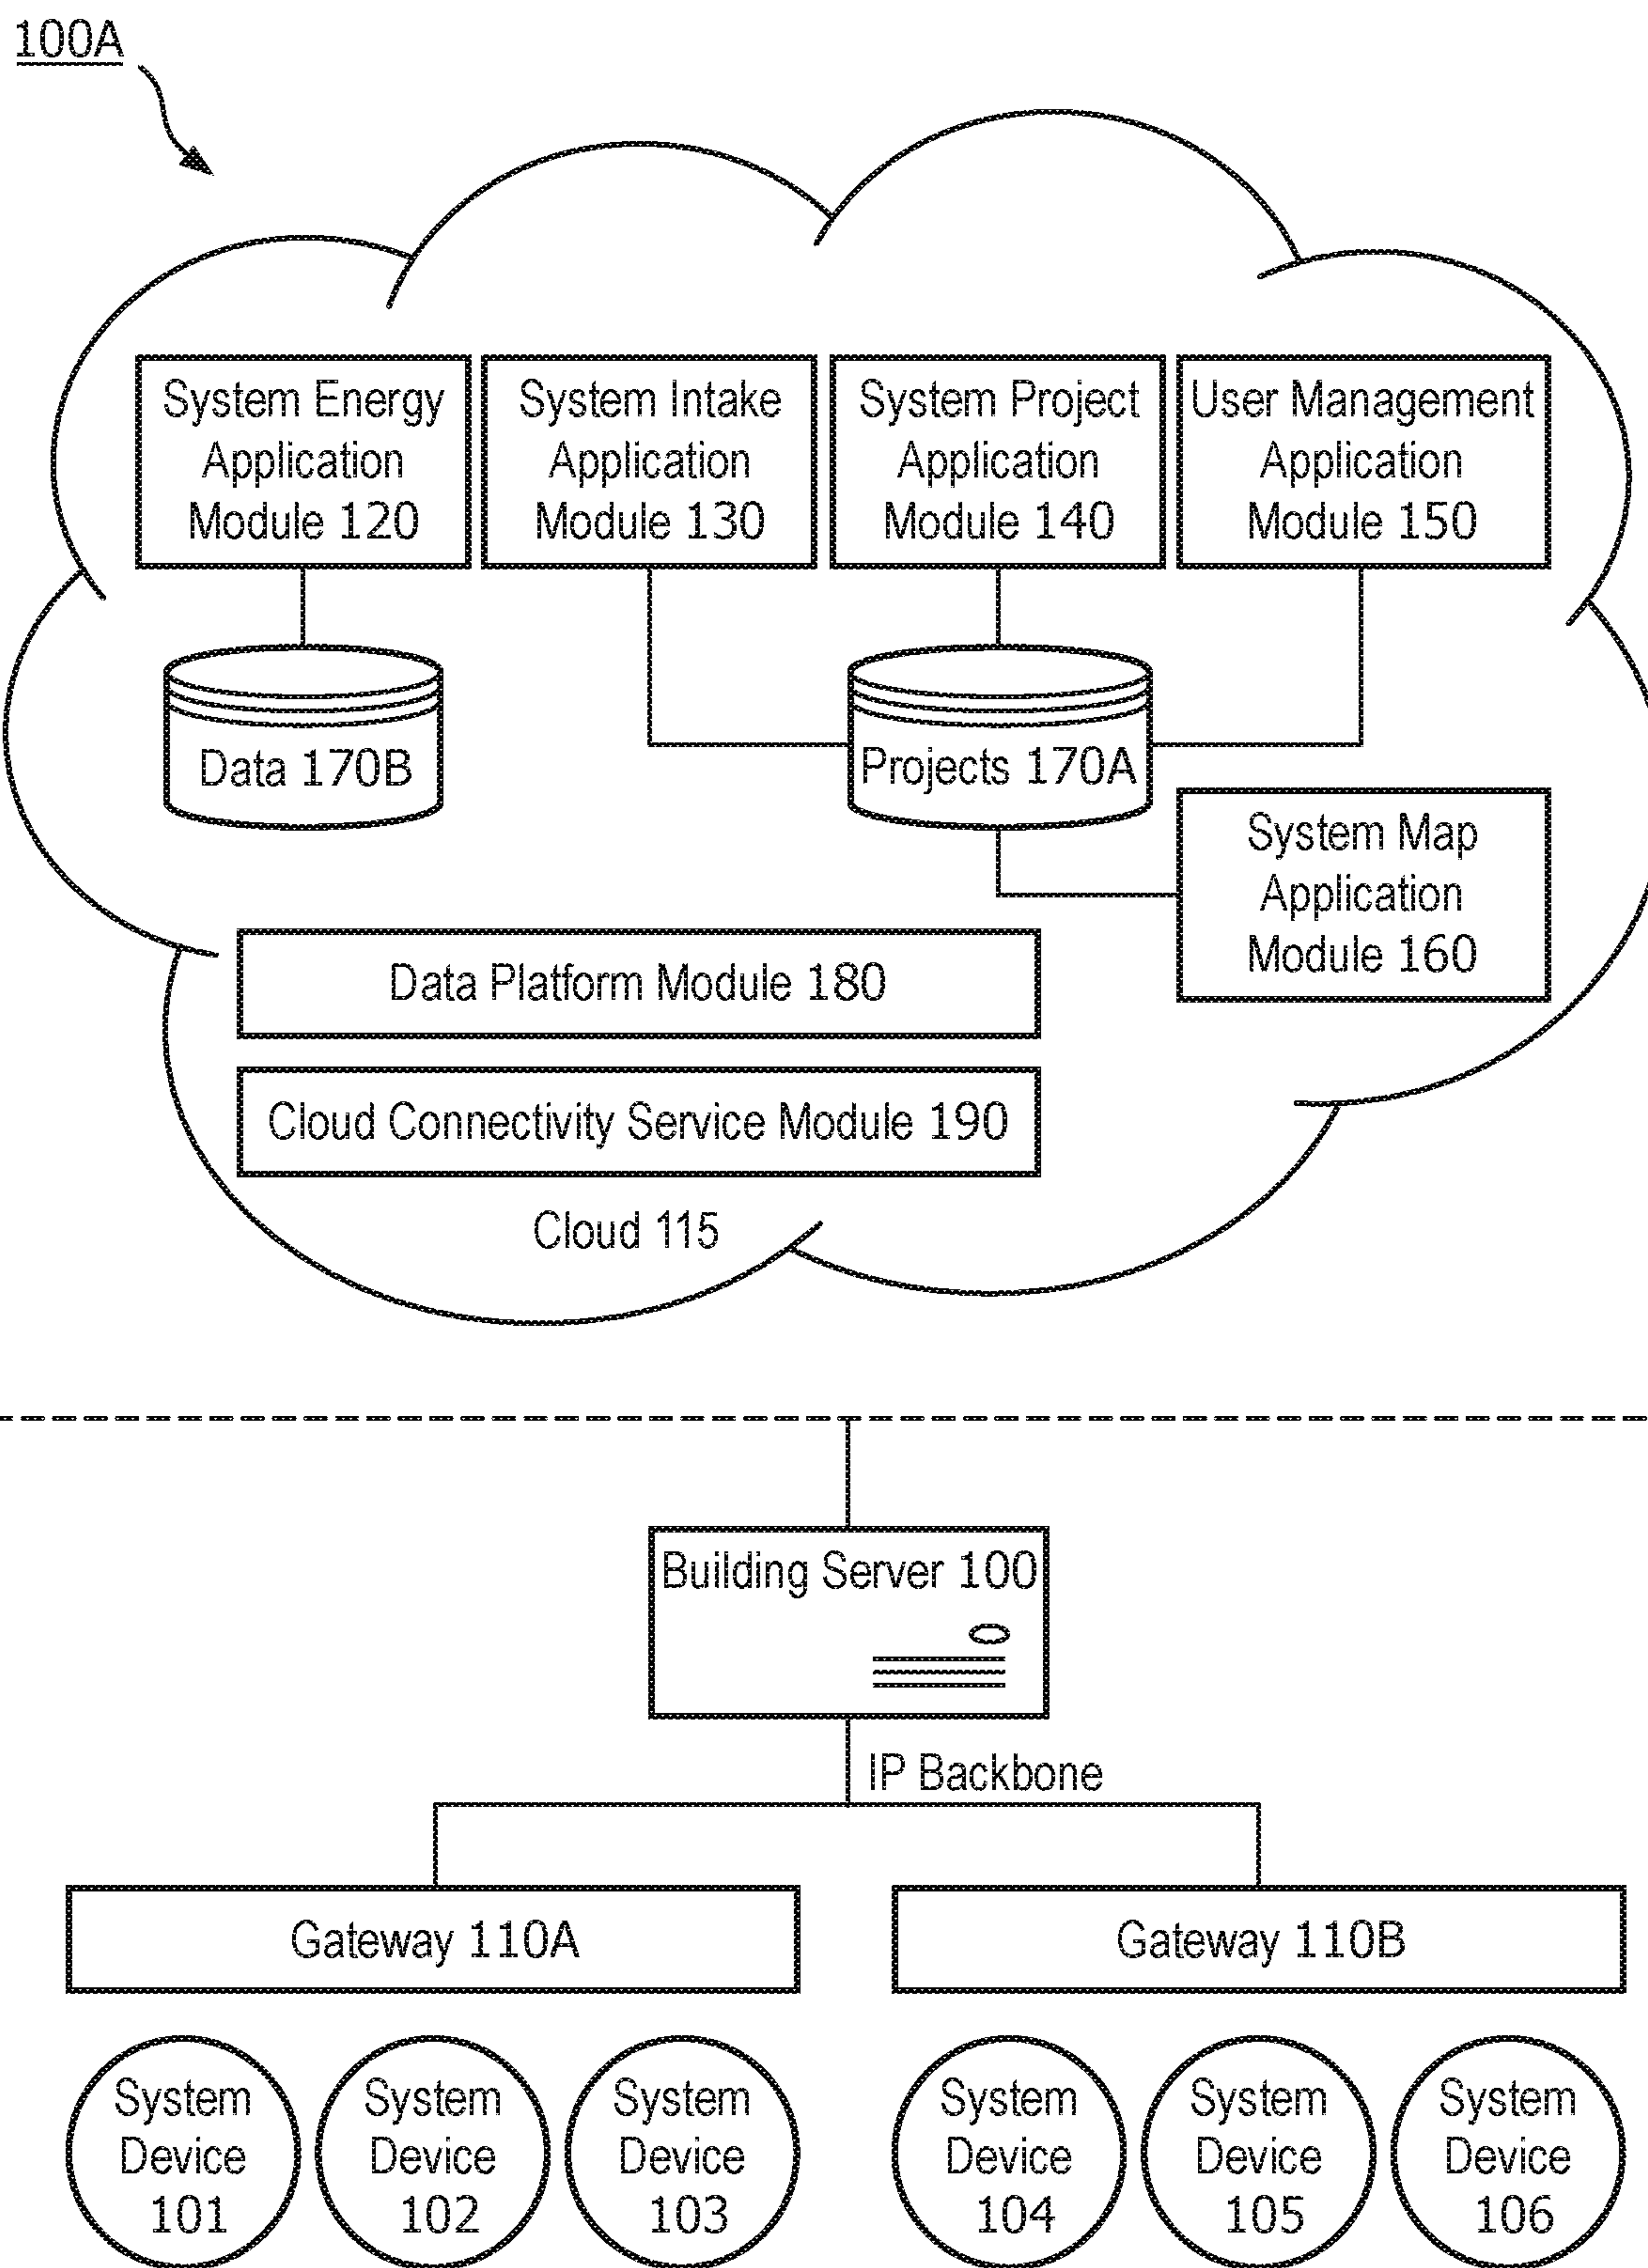 100A
System Energy
Application
Module 120
System Intake
Application
Module 130
System Project
Application
Module 140
User Management
Application
Module 150
Data 170B
Projects 170A
System Map
Application
Module 160
Data Platform Module 180
Cloud Connectivity Service Module 190
Cloud 115
Building Server 100
IP Backbone
Gateway 110A
Gateway 110B
System
Device
101
System
Device
102
System
Device
103
System
Device
104
System
Device
105
System
Device
106